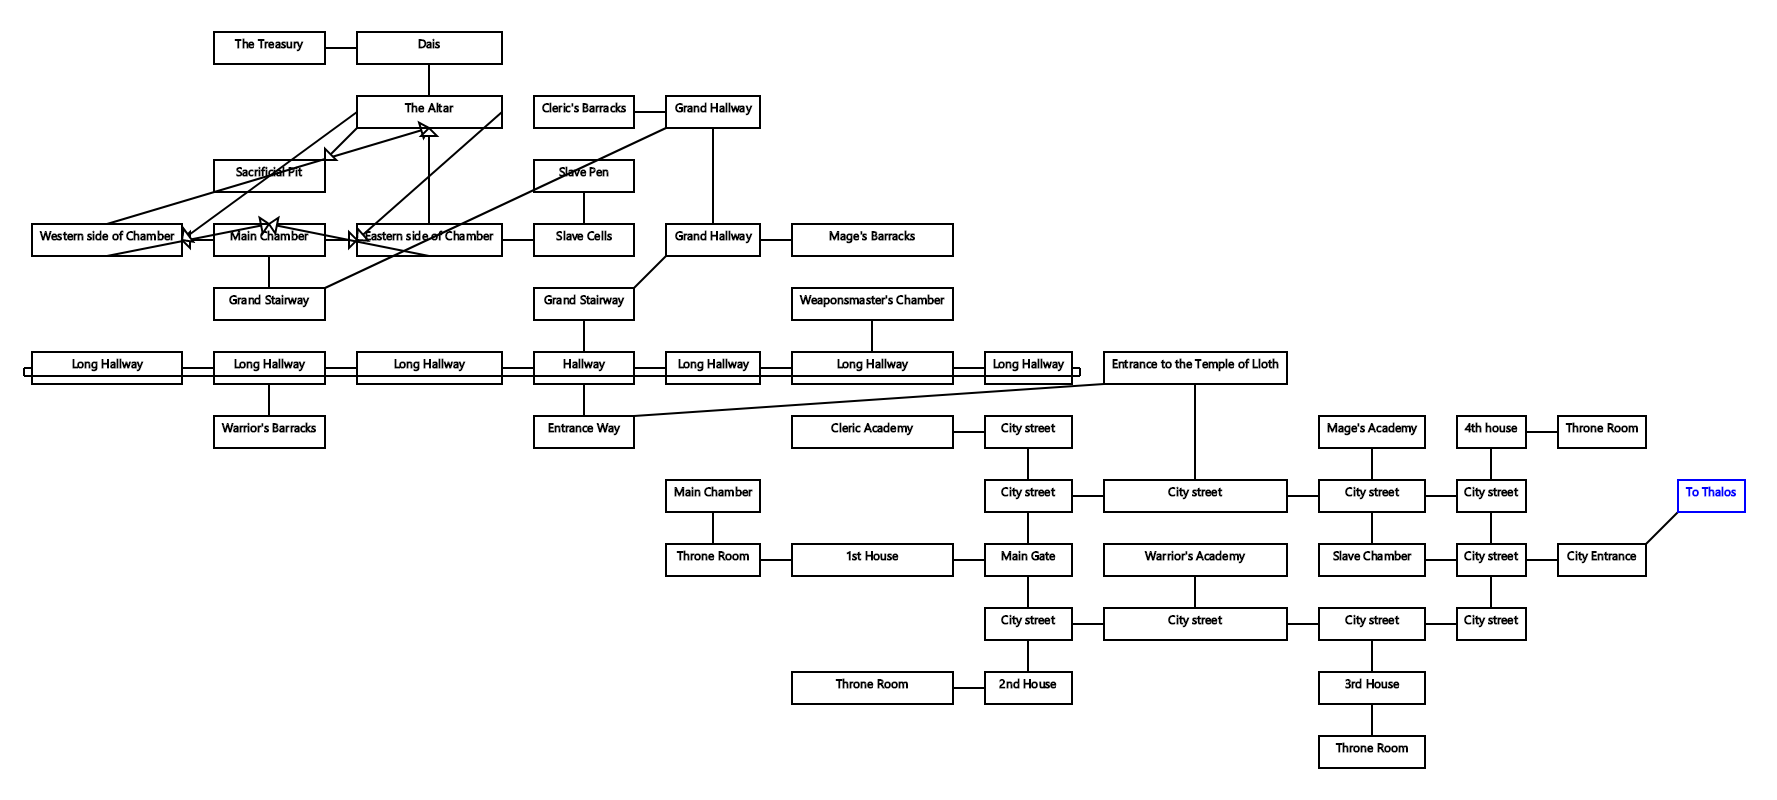 The Treasury
Dais
The Altar
Cleric's Barracks
Grand Hallway
Sacrificial Pit
Slave Pen
Western side of Chamber
Main Chamber
Eastern side of Chamber
Slave Cells
Grand Hallway
Mage's Barracks
Grand Stairway
Grand Stairway
Weaponsmaster's Chamber
Long Hallway
Long Hallway
Long Hallway
Hallway
Long Hallway
Long Hallway
Long Hallway
Entrance to the Temple of Lloth
Warrior's Barracks
Entrance Way
Cleric Academy
City street
Mage's Academy
4th house
Throne Room
Main Chamber
City street
City street
City street
City street
To Thalos
Throne Room
1st House
Main Gate
Warrior's Academy
Slave Chamber
City street
City Entrance
City street
City street
City street
City street
Throne Room
2nd House
3rd House
Throne Room